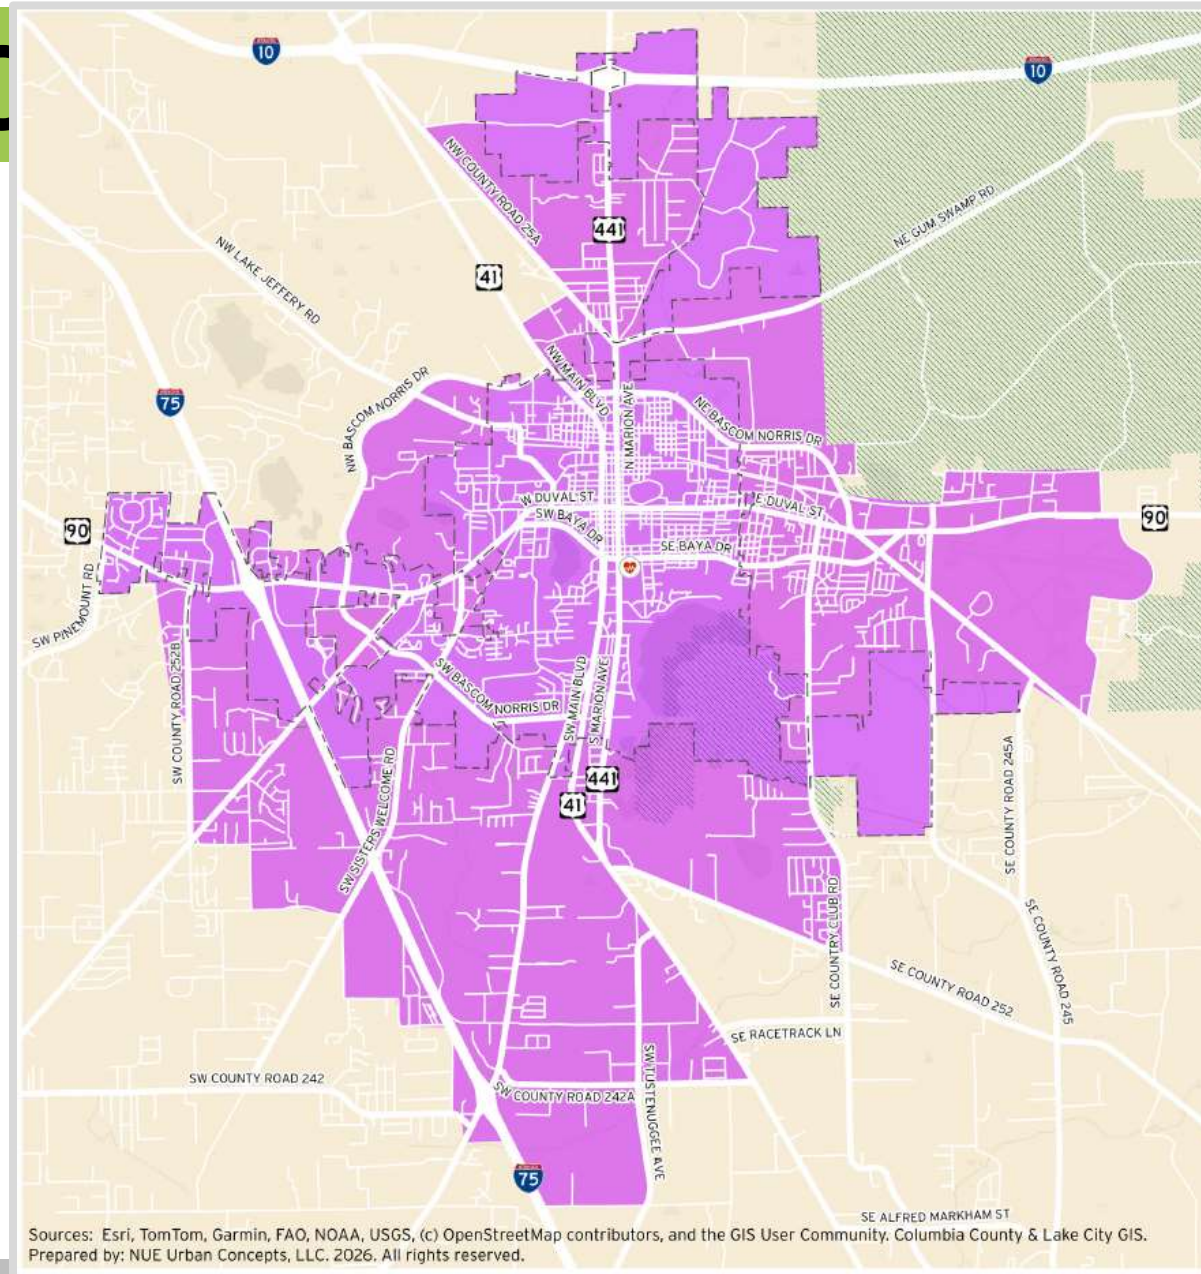 10
10
NW COUNTY ROAD 25A
441
NE GUM SWAMP RD
41
NW LAKE JEFFERY RD
NW MAIN BLVD
N MARION AVE
NW BASCOM NORRIS DR
75
NE BASCOM NORRIS DR
W DUVAL ST
E DUVAL ST
SW BAYA DR
90
90
SE BAYA DR
SW PINEMOUNT RD
SW COUNTY ROAD 252B
SW BASCOM NORRIS DR
SW MAIN BLVD
S MARION AVE
SW SISTERS WELCOME RD
441
41
SE COUNTY ROAD 245A
SE COUNTRY CLUB RD
SE COUNTY ROAD 245
SE COUNTY ROAD 252
SE RACETRACK LN
SW COUNTY ROAD 242
SW COUNTY ROAD 242A
SW TUSTENUGGEE AVE
75
SE ALFRED MARKHAM ST
Sources: Esri, TomTom, Garmin, FAO, NOAA, USGS, (c) OpenStreetMap contributors, and the GIS User Community. Columbia County & Lake City GIS.
Prepared by: NUE Urban Concepts, LLC. 2026. All rights reserved.